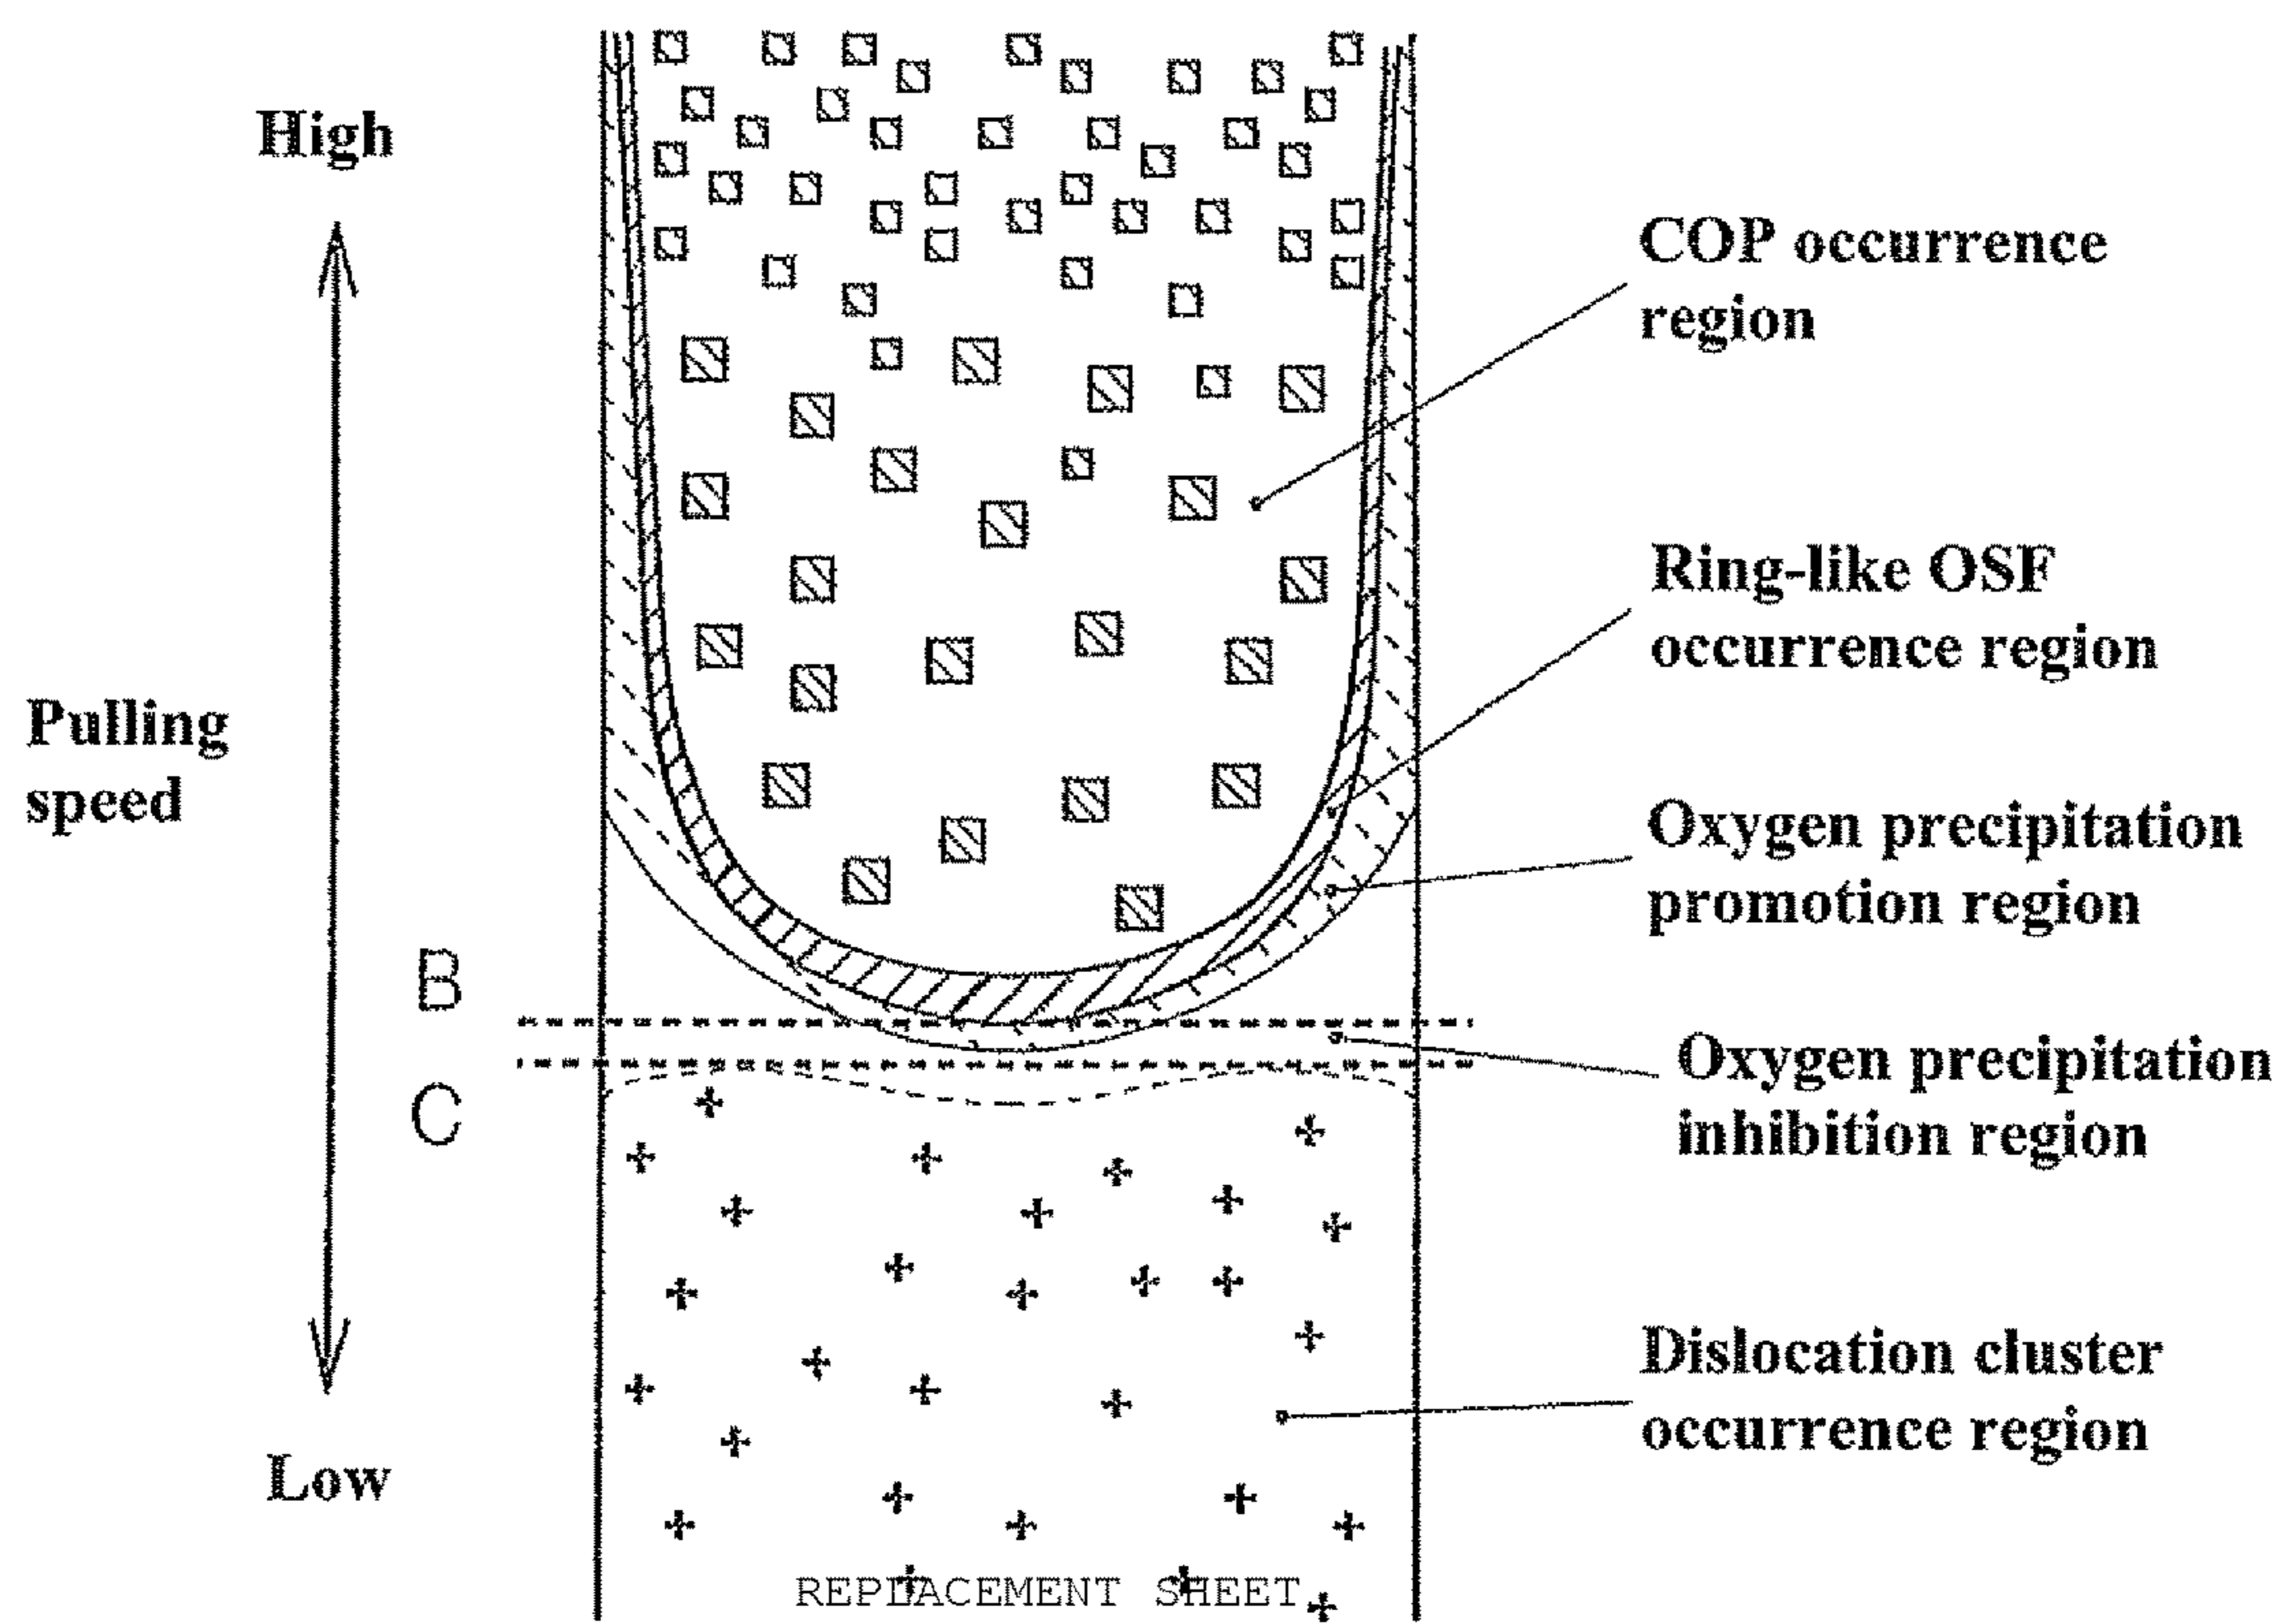 High
COP occurrence
region
Ring-like OSF
occurrence region
Pulling
speed
Oxygen precipitation
promotion region
B
Oxygen precipitation
inhibition region
C
Dislocation cluster
occurrence region
Low
REPLACEMENT SHEET